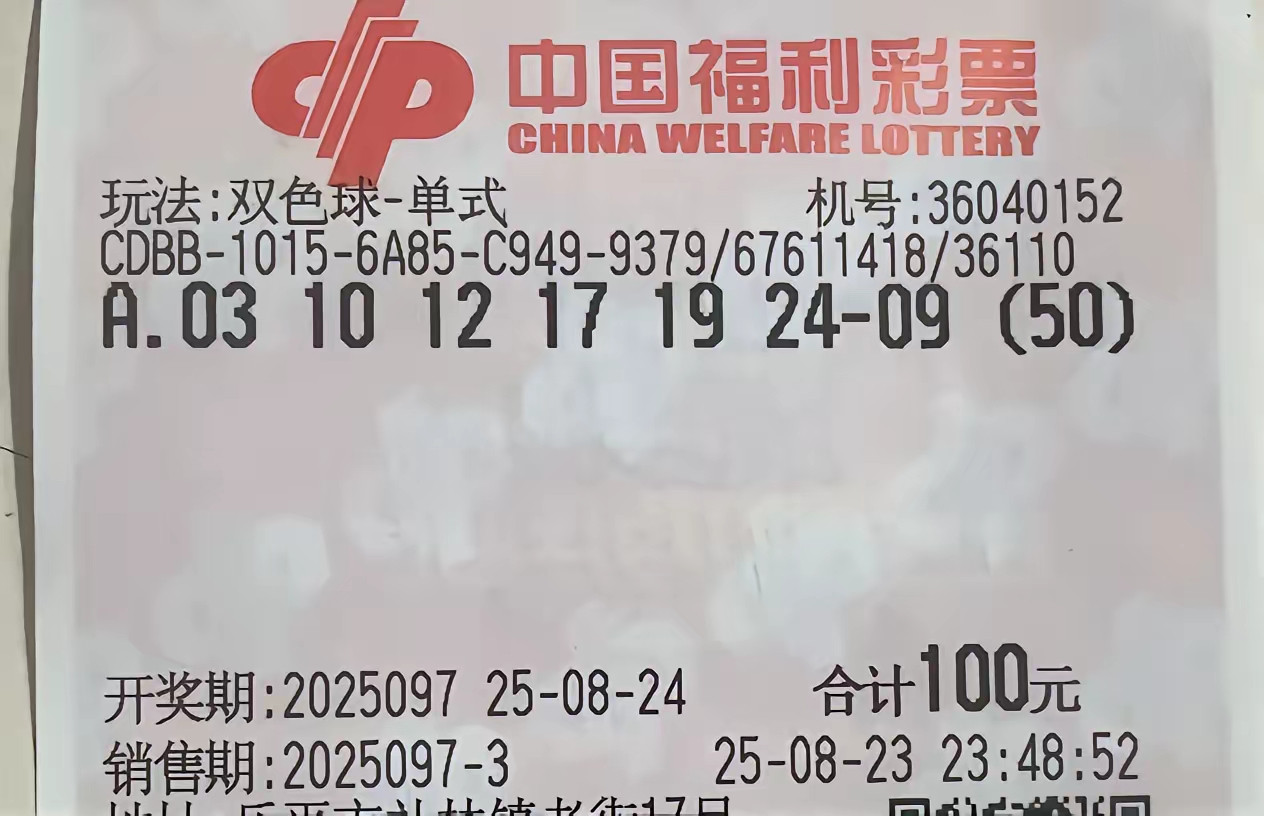 中国福利彩票
CHINA WELFARE LOTTERY
玩法:双色球-单式 机号:36040152
CDBB-1015-6A85-C949-9379/67611418/36110
A.03 10 12 17 19 24-09 (50)
开奖期:2025097 25-08-24 合计100元
销售期:2025097-3 25-08-23 23:48:52